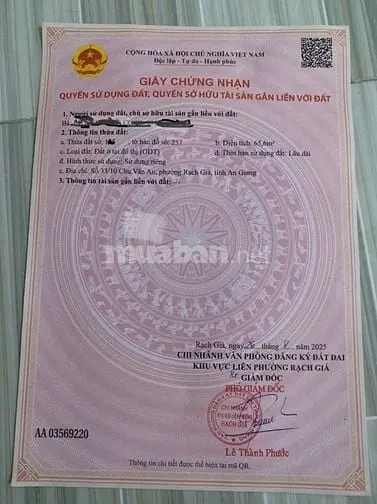 CỘNG HÒA XÃ HỘI CHỦ NGHĨA VIỆT NAM
Độc lập - Tự do - Hạnh phúc
GIẤY CHỨNG NHẬN
QUYỀN SỬ DỤNG ĐẤT, QUYỀN SỞ HỮU TÀI SẢN GẮN LIỀN VỚI ĐẤT
1. Người sử dụng đất, chủ sở hữu tài sản gắn liền với đất:
Bà
2. Thông tin thửa đất:
a. Thửa đất số: , tờ bản đồ số: 257 b. Diện tích: 65,6m²
c. Loại đất: Đất ở tại đô thị (ODT) d. Thời hạn sử dụng đất: Lâu dài
đ. Hình thức sử dụng: Sử dụng riêng
e. Địa chỉ: Số 33/10 Chu Văn An, phường Rạch Giá, tỉnh An Giang
3. Thông tin tài sản gắn liền với đất: -/-
muaban.net
Rạch Giá, ngày tháng 8 năm 2025
CHI NHÁNH VĂN PHÒNG ĐĂNG KÝ ĐẤT ĐAI
KHU VỰC LIÊN PHƯỜNG RẠCH GIÁ
GIÁM ĐỐC
PHÓ GIÁM ĐỐC
CHI NHÁNH
RẠCH GIÁ
AA 03569220
Lê Thành Phước
Thông tin chi tiết được thể hiện tại mã QR.